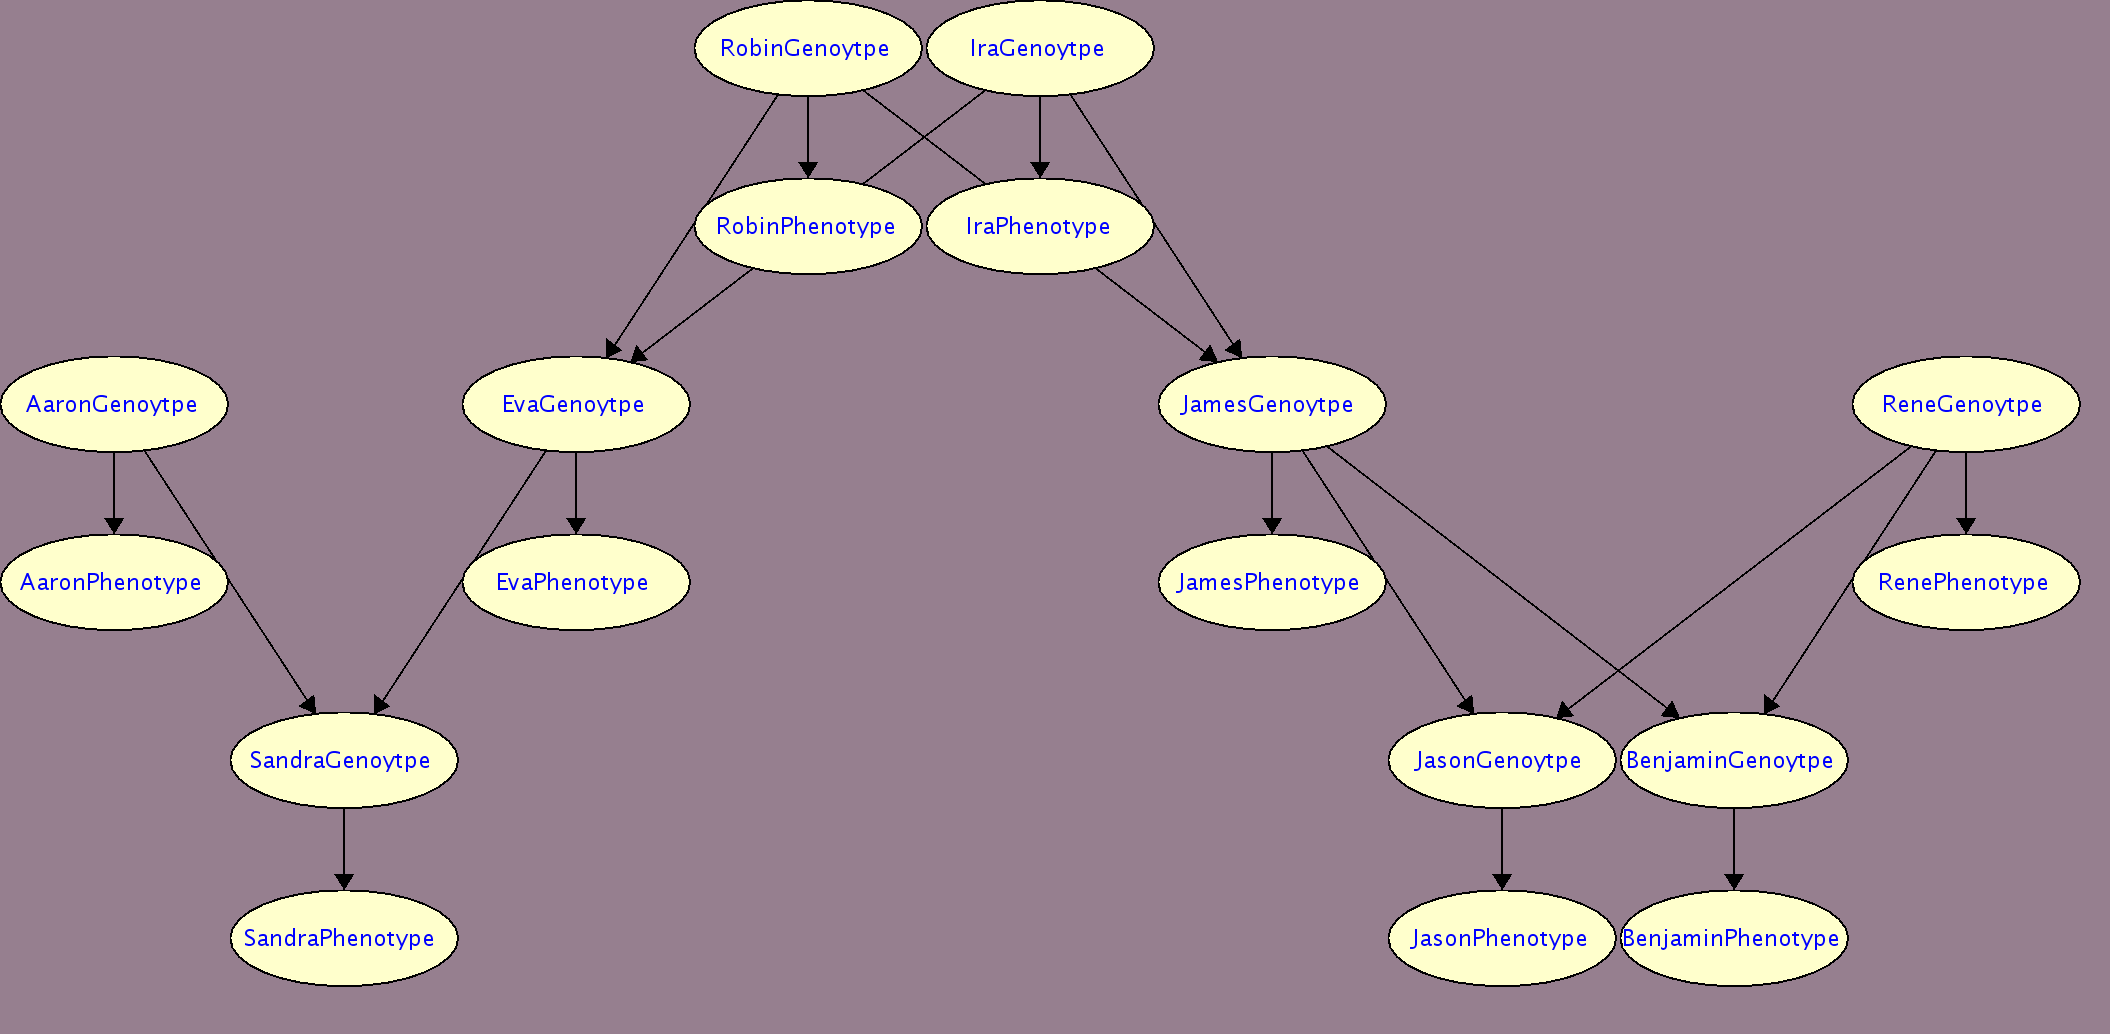 RobinGenoytpe
IraGenoytpe
RobinPhenotype
IraPhenotype
AaronGenoytpe
EvaGenoytpe
JamesGenoytpe
ReneGenoytpe
AaronPhenotype
EvaPhenotype
JamesPhenotype
RenePhenotype
SandraGenoytpe
JasonGenoytpe
BenjaminGenoytpe
SandraPhenotype
JasonPhenotype
BenjaminPhenotype